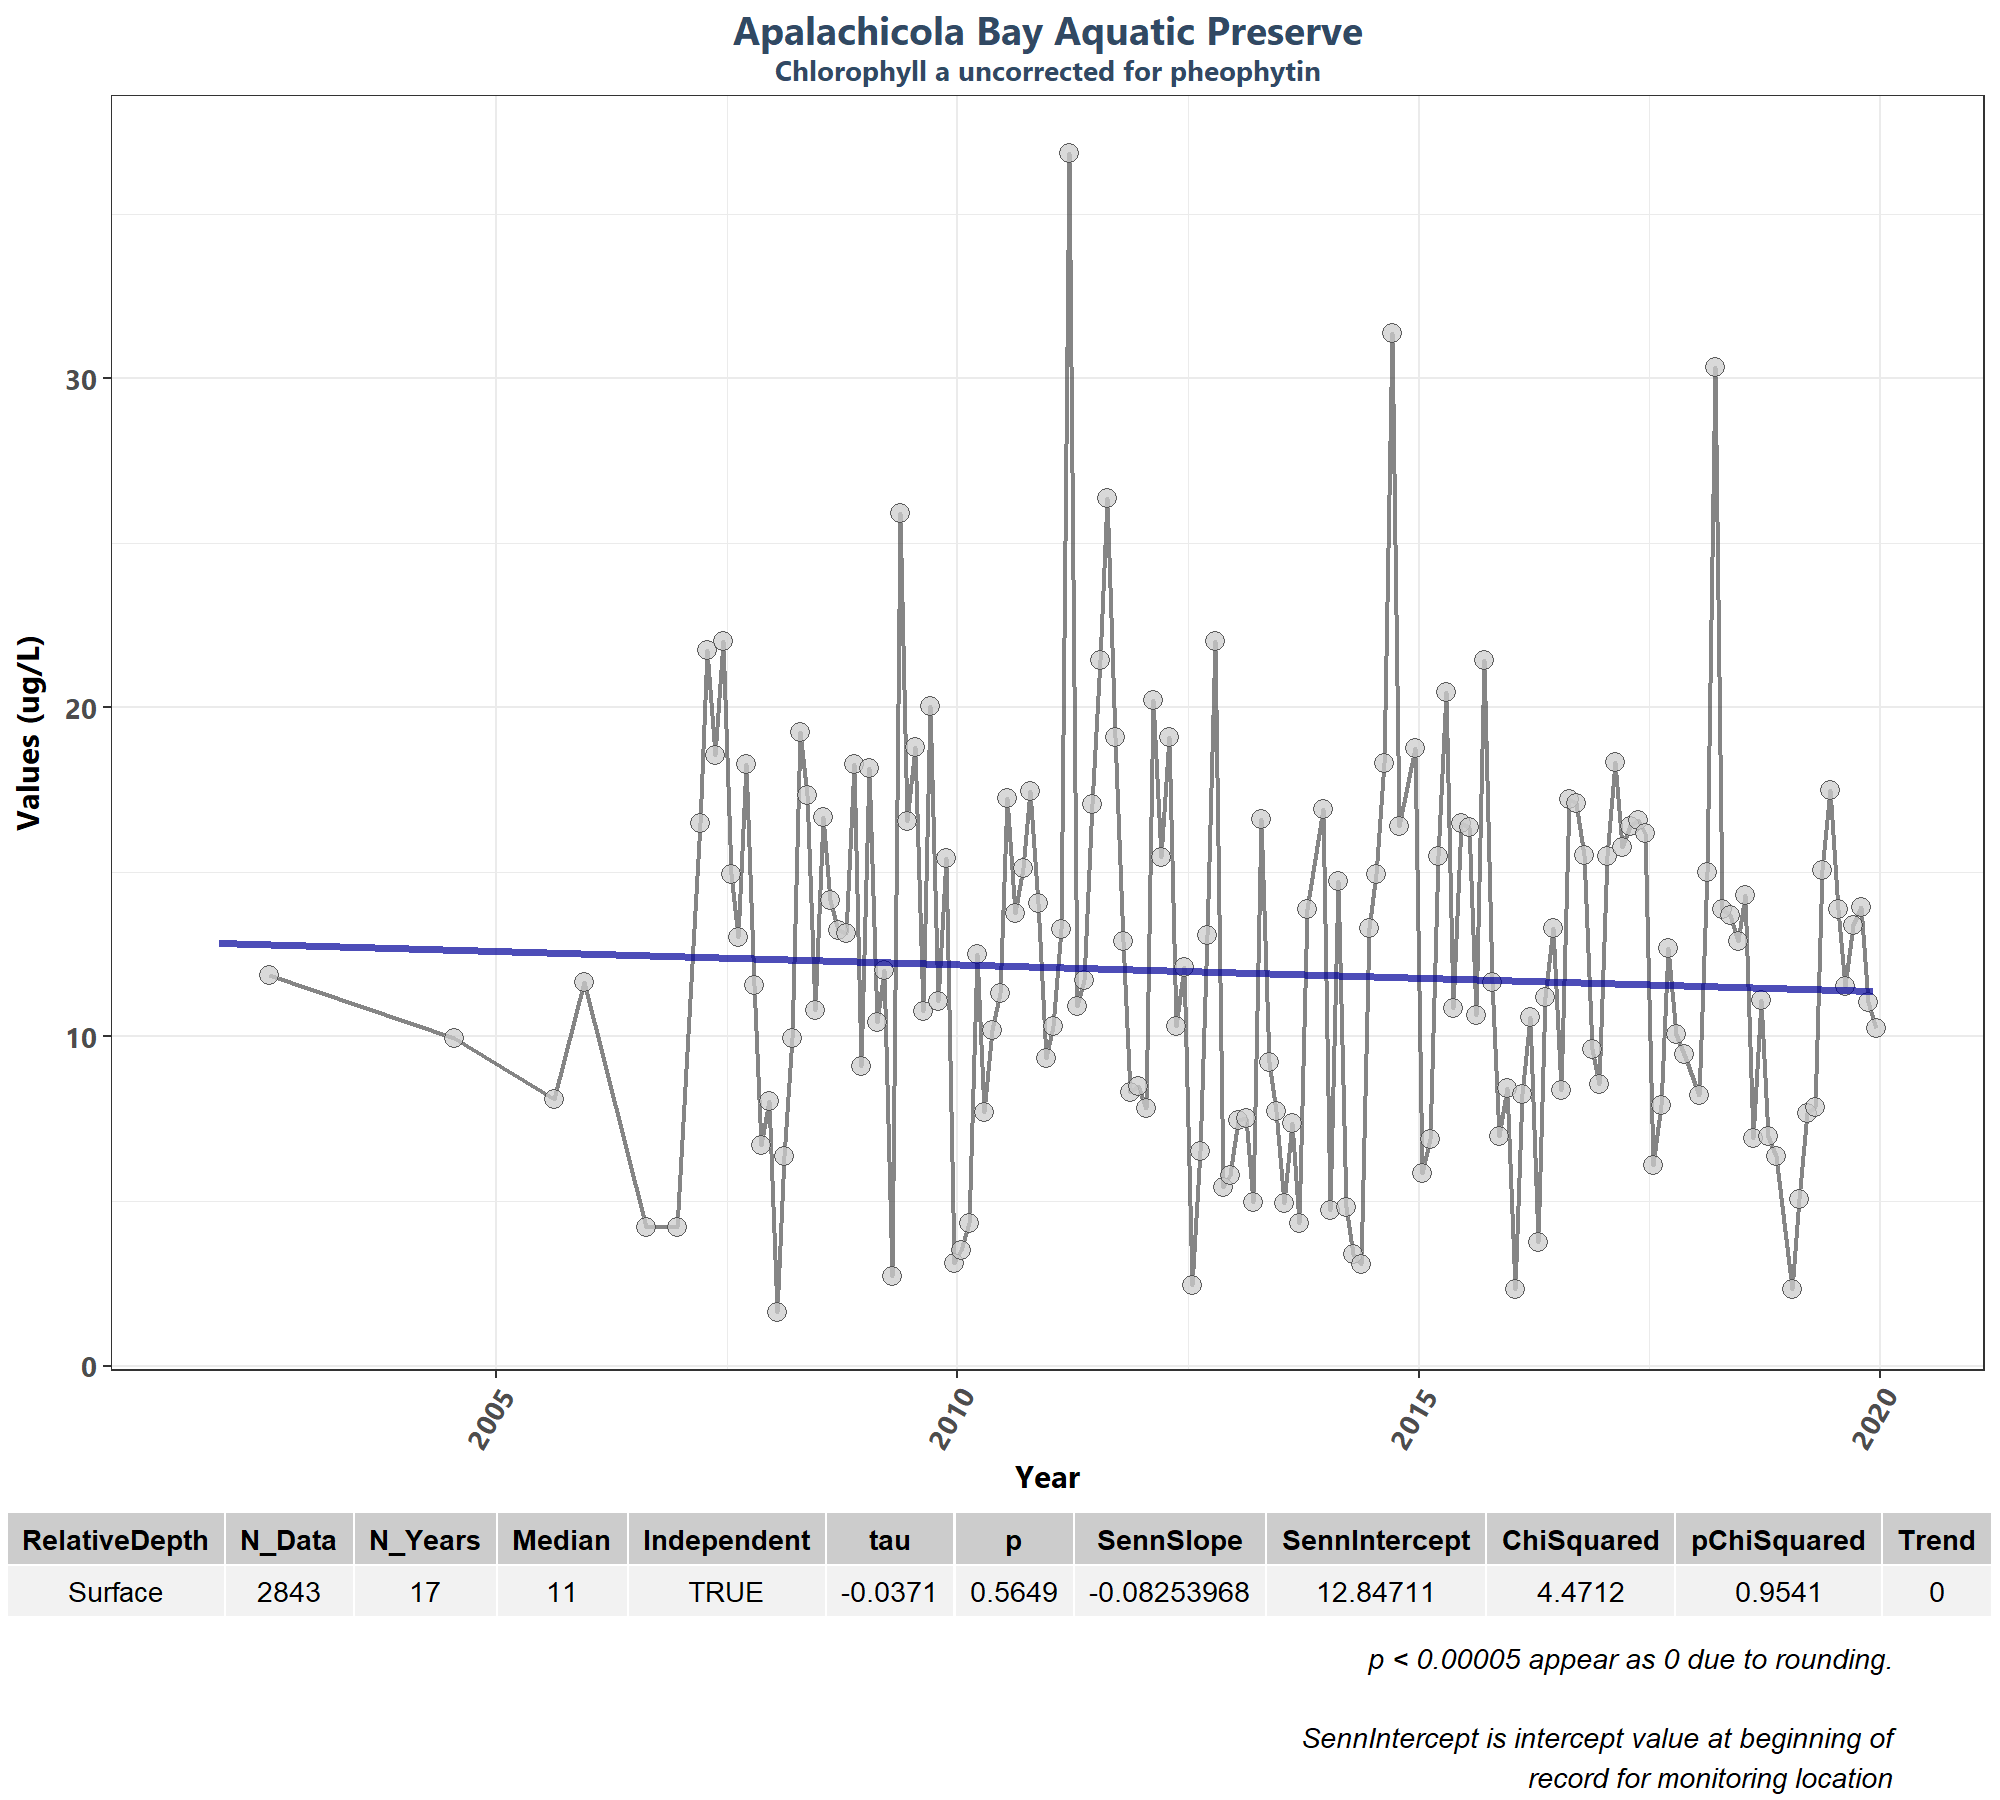 Apalachicola Bay Aquatic Preserve
Chlorophyll a uncorrected for pheophytin
Values (ug/L)
30
20
10
0
2005
2010
2015
2020
Year
RelativeDepth N_Data N_Years Median Independent tau p SennSlope SennIntercept ChiSquared pChiSquared Trend
Surface 2843 17 11 TRUE -0.0371 0.5649 -0.08253968 12.84711 4.4712 0.9541 0
p < 0.00005 appear as 0 due to rounding.
SennIntercept is intercept value at beginning of
record for monitoring location